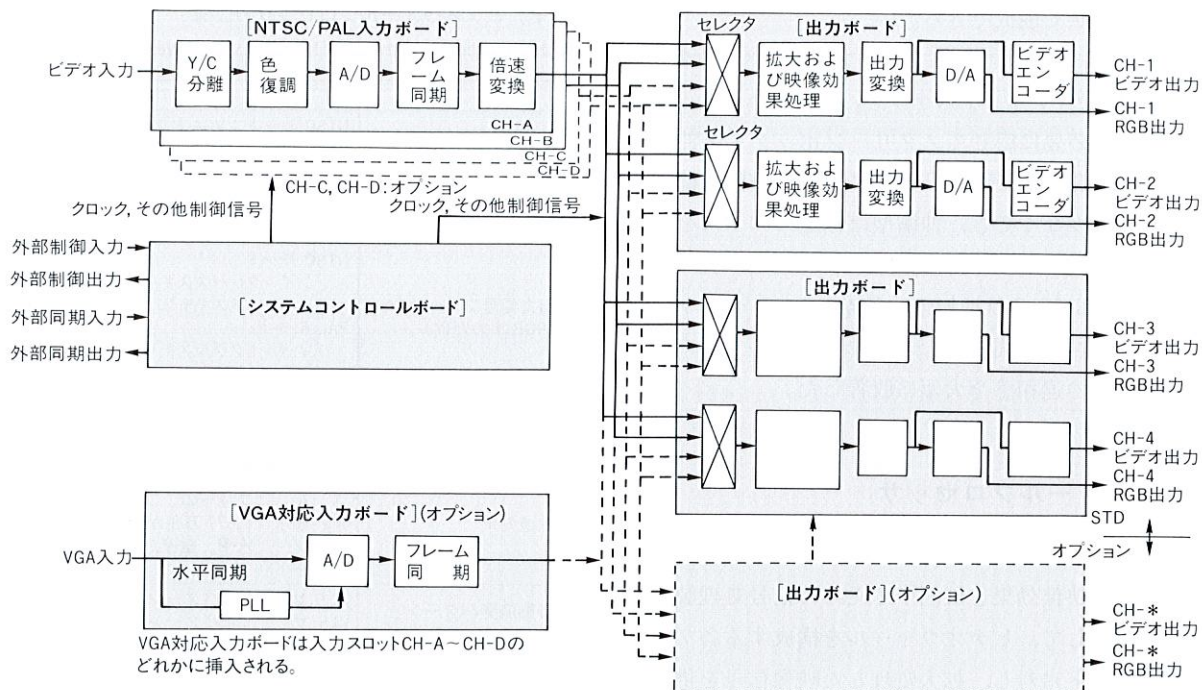 [NTSC/PAL入力ボード]
ビデオ入力
Y/C
分離
色
復調
A/D
フレ
ーム
同期
倍速
変換
CH-A
CH-B
CH-C
CH-D
CH-C, CH-D:オプション
クロック,その他制御信号
クロック,その他制御信号
外部制御入力
外部制御出力
外部同期入力
外部同期出力
[システムコントロールボード]
[VGA対応入力ボード](オプション)
VGA入力
水平同期
PLL
A/D
フレーム
同 期
VGA対応入力ボードは入力スロットCH-A~CH-Dの
どれかに挿入される。
セレクタ
[出力ボード]
拡大およ
び映像効
果処理
出力
変換
D/A
ビデオ
エン
コーダ
CH-1
ビデオ出力
CH-1
RGB出力
セレクタ
拡大およ
び映像効
果処理
出力
変換
D/A
ビデオ
エン
コーダ
CH-2
ビデオ出力
CH-2
RGB出力
[出力ボード]
CH-3
ビデオ出力
CH-3
RGB出力
CH-4
ビデオ出力
CH-4
RGB出力
STD
オプション
[出力ボード](オプション)
CH-*
ビデオ出力
CH-*
RGB出力